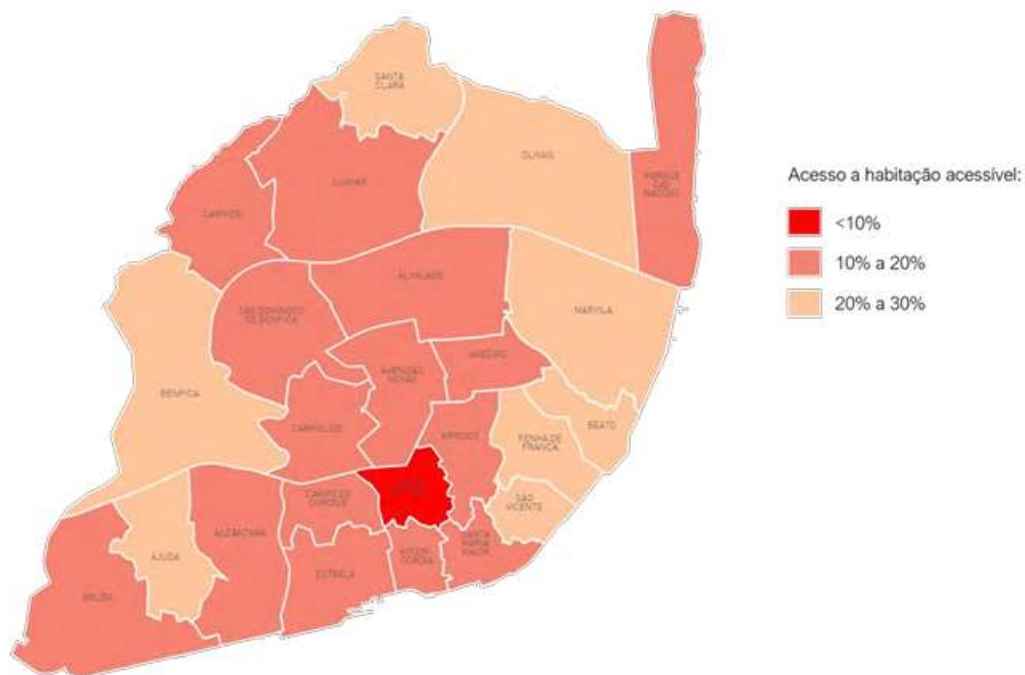 SANTA
CLARA
OLIVAIS
LUMIAR
PARQUE
DAS
NAÇÕES
CARNIDE
Acesso a habitação acessível:
<10%
10% a 20%
20% a 30%
ALVALADE
SÃO DOMINGOS
DE BENFICA
MARVILA
AREEIRO
AVENIDAS
NOVAS
BENFICA
CAMPOLIDE
ARROIOS
BEATO
PENHA DE
FRANÇA
CAMPO DE
OURIQUE
SÃO
VICENTE
ALCÂNTARA
SANTA
MARIA
MAIOR
AJUDA
MISERI-
CÓRDIA
ESTRELA
BELÉM